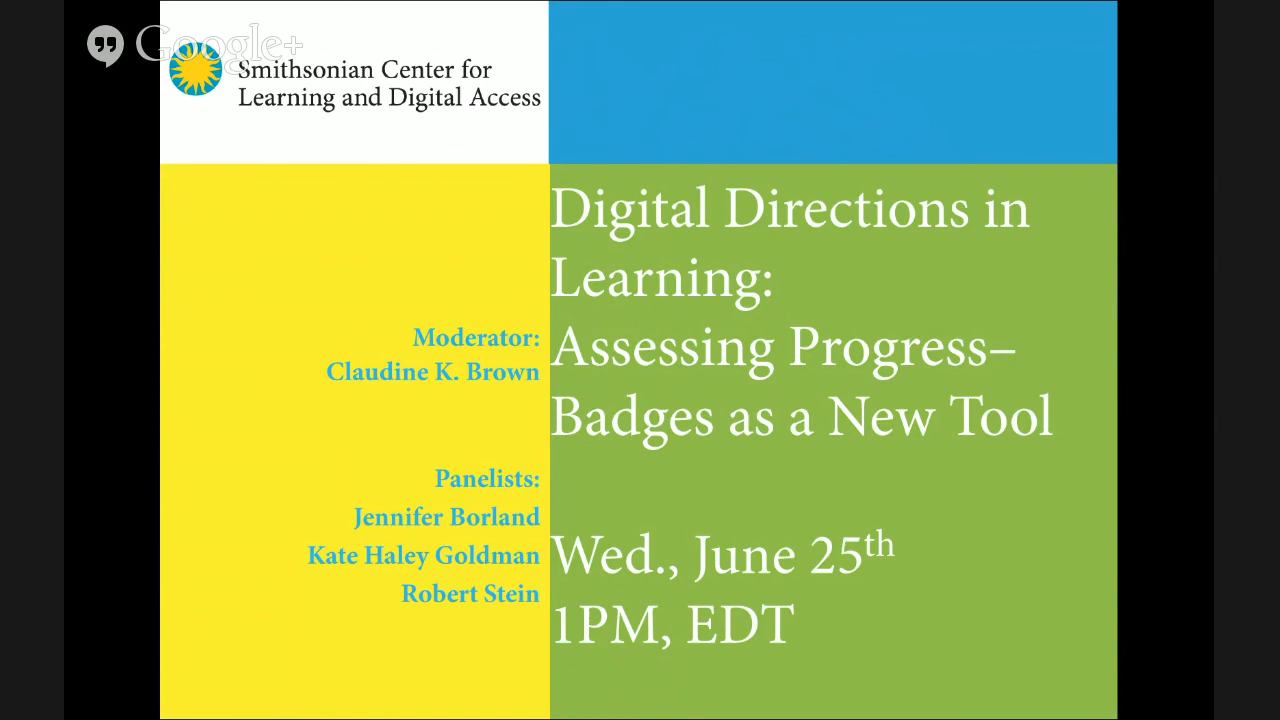 Google+
Smithsonian Center for
Learning and Digital Access
Digital Directions in
Learning:
Assessing Progress–
Badges as a New Tool
Wed., June 25th
1PM, EDT
Moderator:
Claudine K. Brown
Panelists:
Jennifer Borland
Kate Haley Goldman
Robert Stein